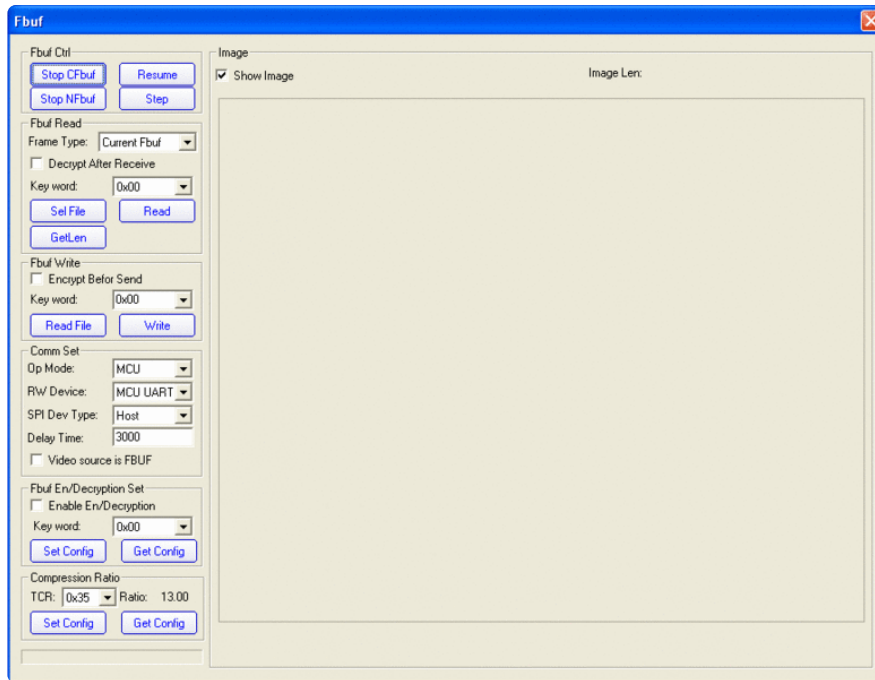 Fbuf
Fbuf Ctrl
Stop CFbuf Resume
Stop NFbuf Step
Fbuf Read
Frame Type: Current Fbuf
Decrypt After Receive
Key word: 0x00
Sel File Read
GetLen
Fbuf Write
Encrypt Befor Send
Key word: 0x00
Read File Write
Comm Set
Op Mode: MCU
RW Device: MCU UART
SPI Dev Type: Host
Delay Time: 3000
Video source is FBUF
Fbuf En/Decryption Set
Enable En/Decryption
Key word: 0x00
Set Config Get Config
Compression Ratio
TCR: 0x35 Ratio: 13.00
Set Config Get Config
Image
Show Image Image Len: